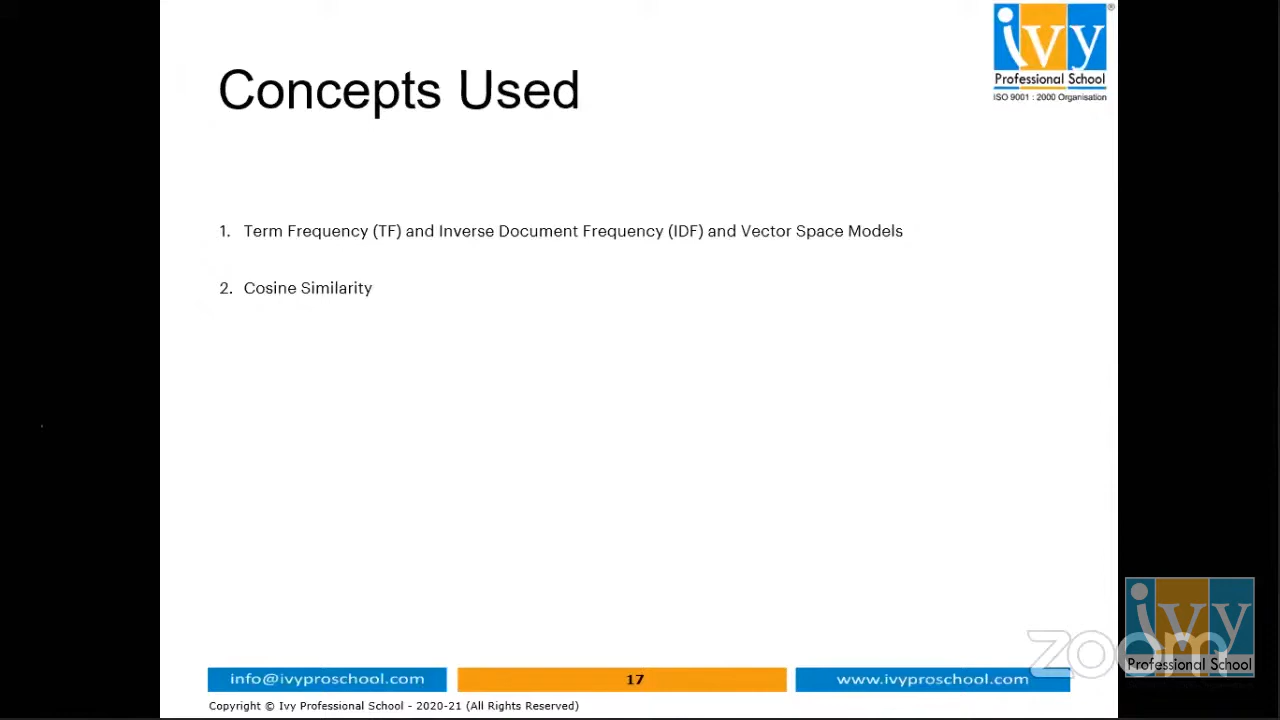 ivy
®
Professional School
ISO 9001 : 2000 Organisation
Concepts Used
1. Term Frequency (TF) and Inverse Document Frequency (IDF) and Vector Space Models
2. Cosine Similarity
zoom
ivy
Professional School
info@ivyproschool.com
17
www.ivyproschool.com
Copyright © Ivy Professional School - 2020-21 (All Rights Reserved)